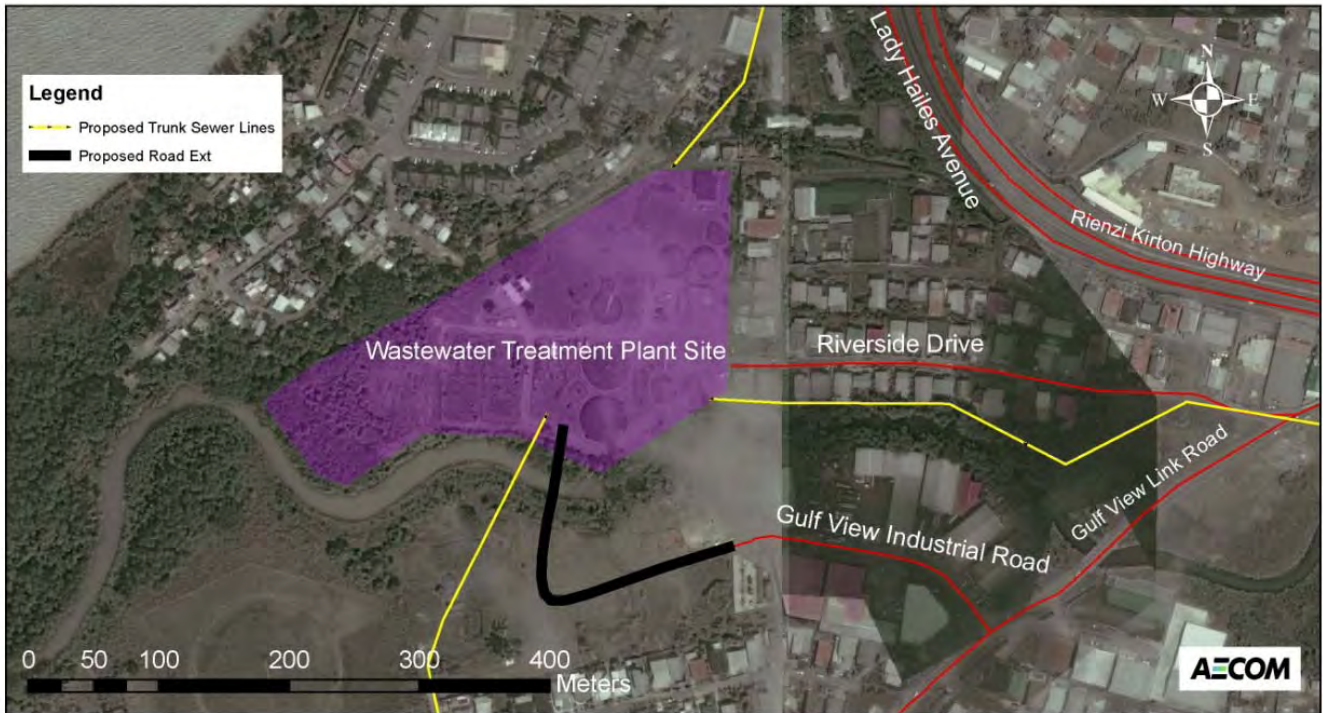 Legend
Proposed Trunk Sewer Lines
Proposed Road Ext
Lady Hailes Avenue
N
W E
S
Rienzi Kirton Highway
Wastewater Treatment Plant Site
Riverside Drive
Gulf View Link Road
Gulf View Industrial Road
0 50 100 200 300 400
Meters
AECOM